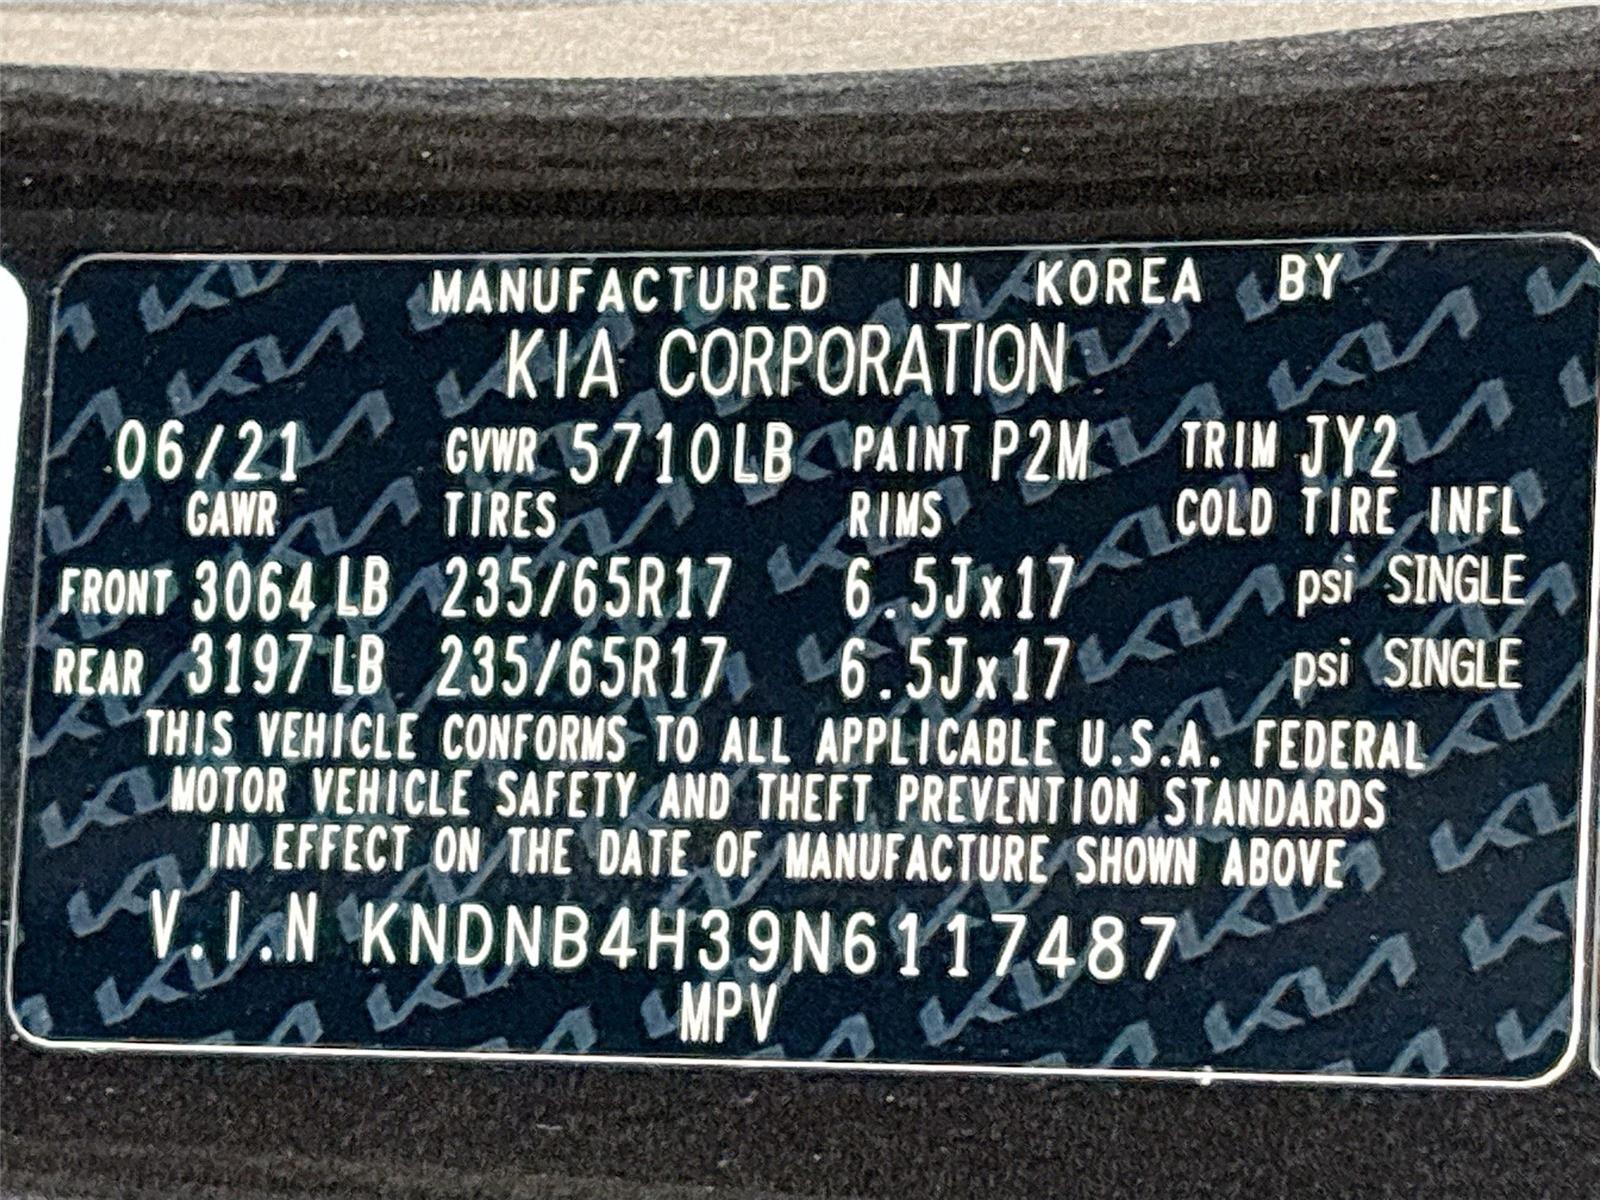 MANUFACTURED IN KOREA BY
KIA CORPORATION
06/21 GVWR 5710LB PAINT P2M TRIM JY2
GAWR TIRES RIMS COLD TIRE INFL
FRONT 3064 LB 235/65R17 6.5Jx17 psi SINGLE
REAR 3197 LB 235/65R17 6.5Jx17 psi SINGLE
THIS VEHICLE CONFORMS TO ALL APPLICABLE U.S.A. FEDERAL
MOTOR VEHICLE SAFETY AND THEFT PREVENTION STANDARDS
IN EFFECT ON THE DATE OF MANUFACTURE SHOWN ABOVE
V.I.N KNDNB4H39N6117487
MPV